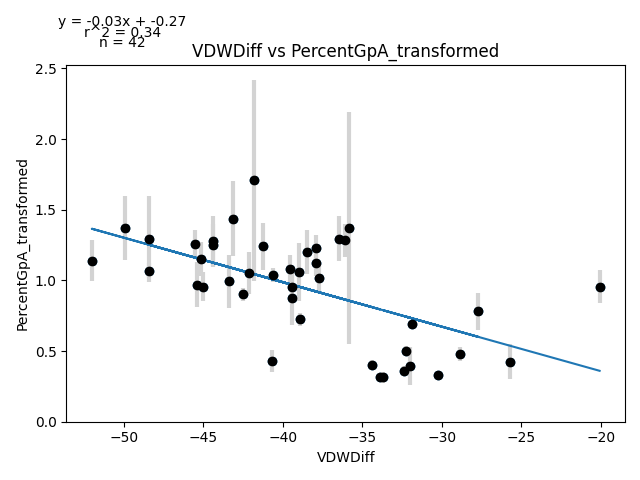 y = -0.03x + -0.27
r^2 = 0.34
n = 42
VDWDiff vs PercentGpA_transformed
2.5
2.0
1.5
1.0
0.5
0.0
PercentGpA_transformed
−50
−45
−40
−35
−30
−25
−20
VDWDiff